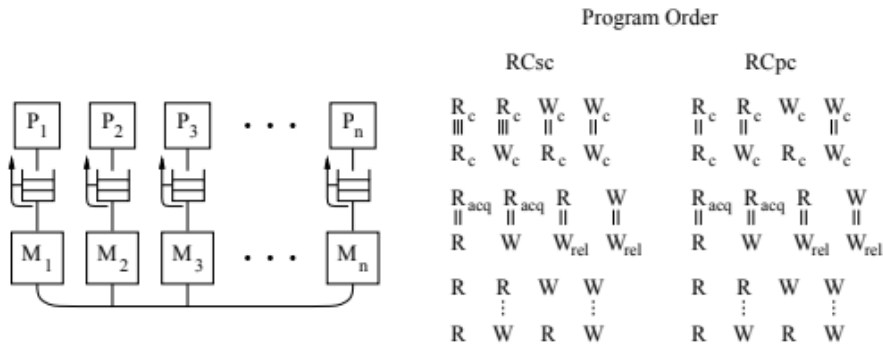 Program Order
RCsc RCpc
P1 P2 P3 . . . Pn
M1 M2 M3 . . . Mn
Rc Rc Wc Wc
Rc Wc Rc Wc
Racq Racq R W
R W Wrel Wrel
R R W W
R W R W
Rc Rc Wc Wc
Rc Wc Rc Wc
Racq Racq R W
R W Wrel Wrel
R R W W
R W R W